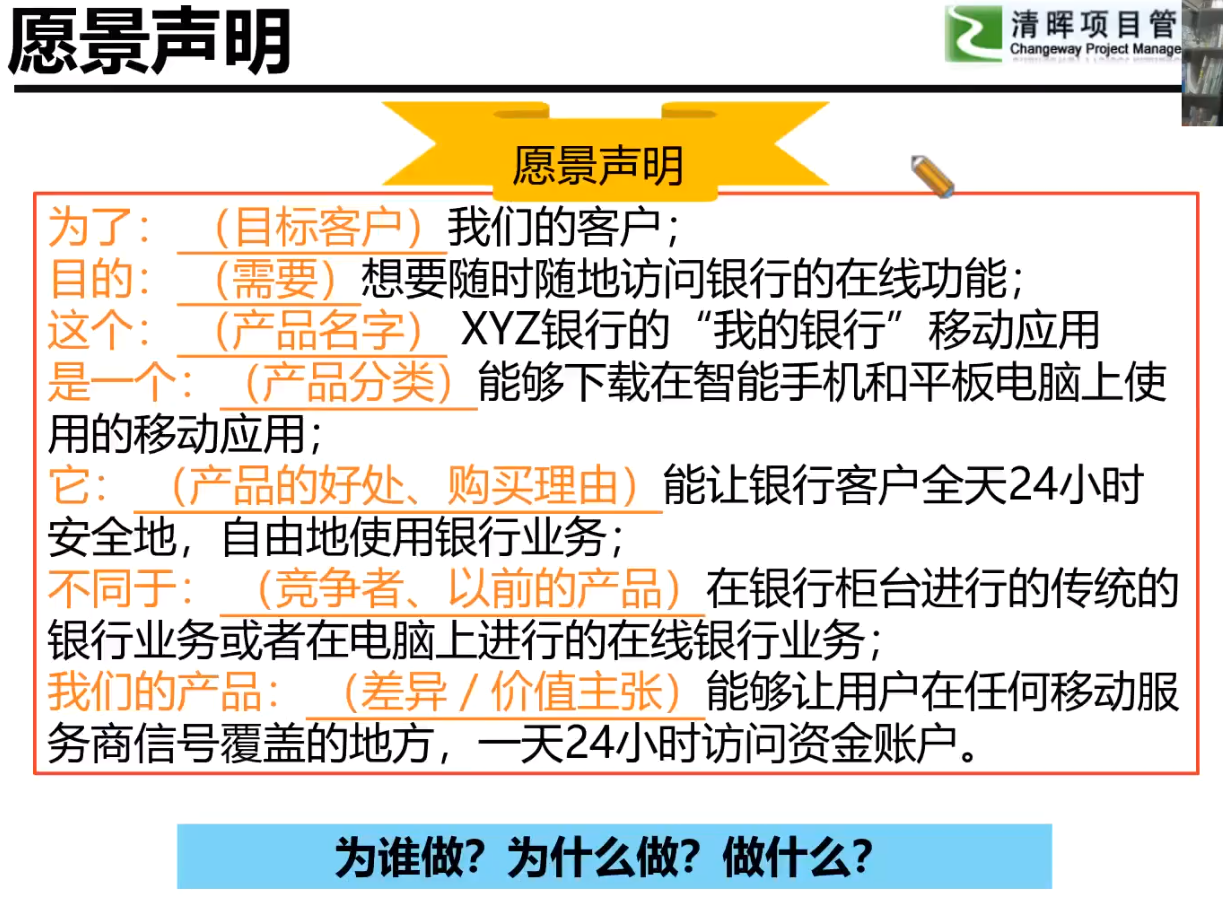 愿景声明
清晖项目管
Changeway Project Manage
愿景声明
为了：（目标客户）我们的客户；
目的：（需要）想要随时随地访问银行的在线功能；
这个：（产品名字） XYZ银行的“我的银行”移动应用
是一个：（产品分类）能够下载在智能手机和平板电脑上使
用的移动应用；
它：（产品的好处、购买理由）能让银行客户全天24小时
安全地，自由地使用银行业务；
不同于：（竞争者、以前的产品）在银行柜台进行的传统的
银行业务或者在电脑上进行的在线银行业务；
我们的产品：（差异 / 价值主张）能够让用户在任何移动服
务商信号覆盖的地方，一天24小时访问资金账户。
为谁做？为什么做？做什么？